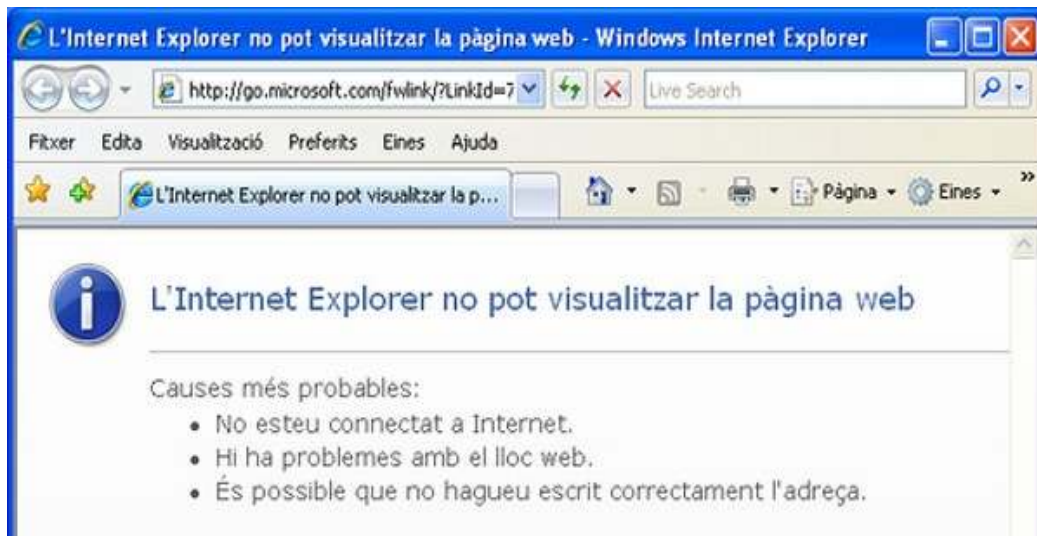 L'Internet Explorer no pot visualitzar la pàgina web - Windows Internet Explorer
http://go.microsoft.com/fwlink/?LinkId=7 Live Search
Fitxer Edita Visualització Preferits Eines Ajuda
L'Internet Explorer no pot visualitzar la p... Pàgina Eines »
L'Internet Explorer no pot visualitzar la pàgina web
Causes més probables:
• No esteu connectat a Internet.
• Hi ha problemes amb el lloc web.
• És possible que no hagueu escrit correctament l'adreça.